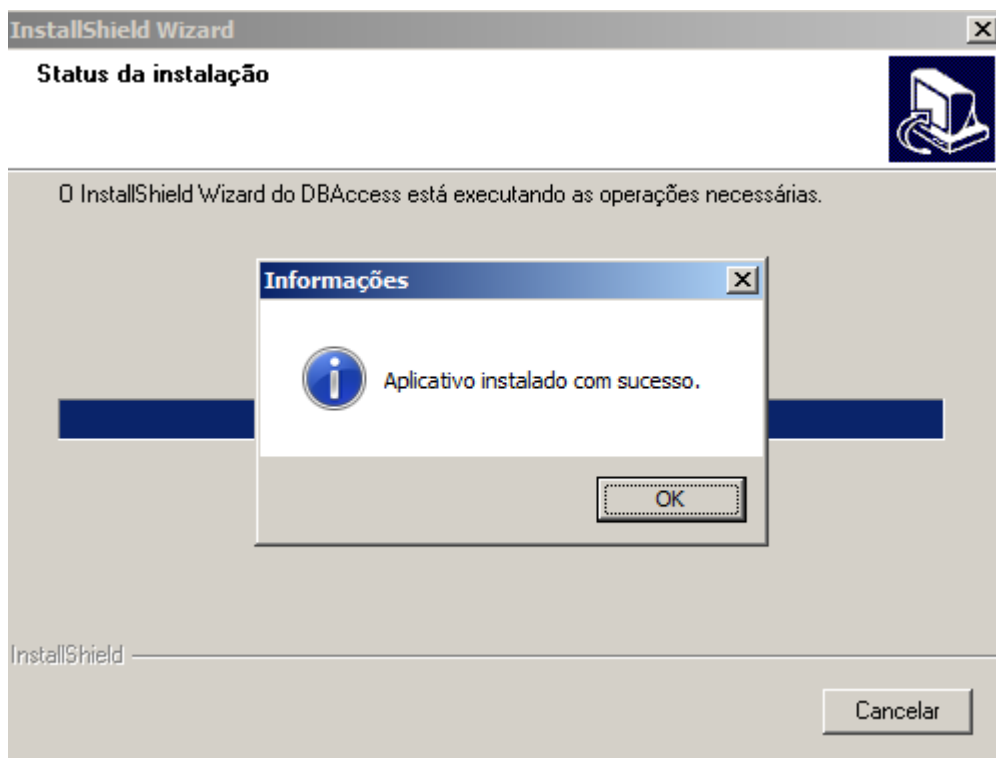 InstallShield Wizard
Status da instalação
O InstallShield Wizard do DBAccess está executando as operações necessárias.
Informações
Aplicativo instalado com sucesso.
OK
InstallShield
Cancelar